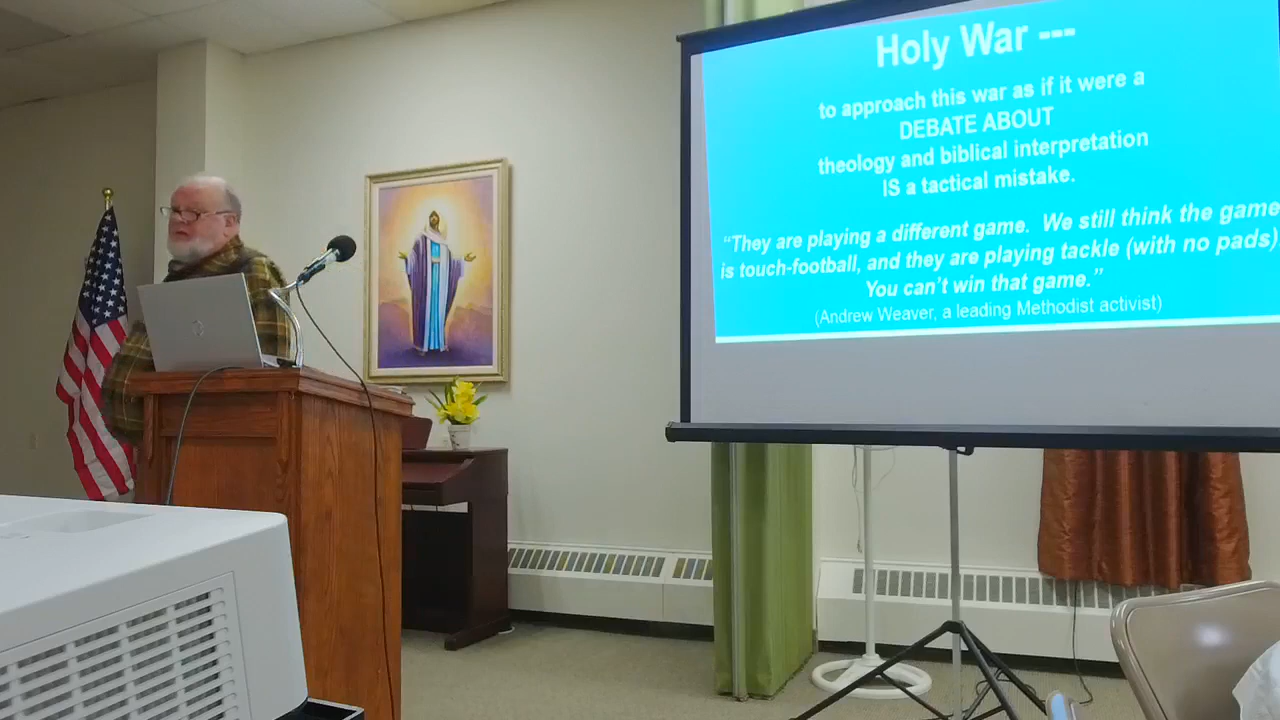 Holy War ---
to approach this war as if it were a
DEBATE ABOUT
theology and biblical interpretation
IS a tactical mistake.
“They are playing a different game. We still think the game
is touch-football, and they are playing tackle (with no pads)
You can’t win that game.”
(Andrew Weaver, a leading Methodist activist)